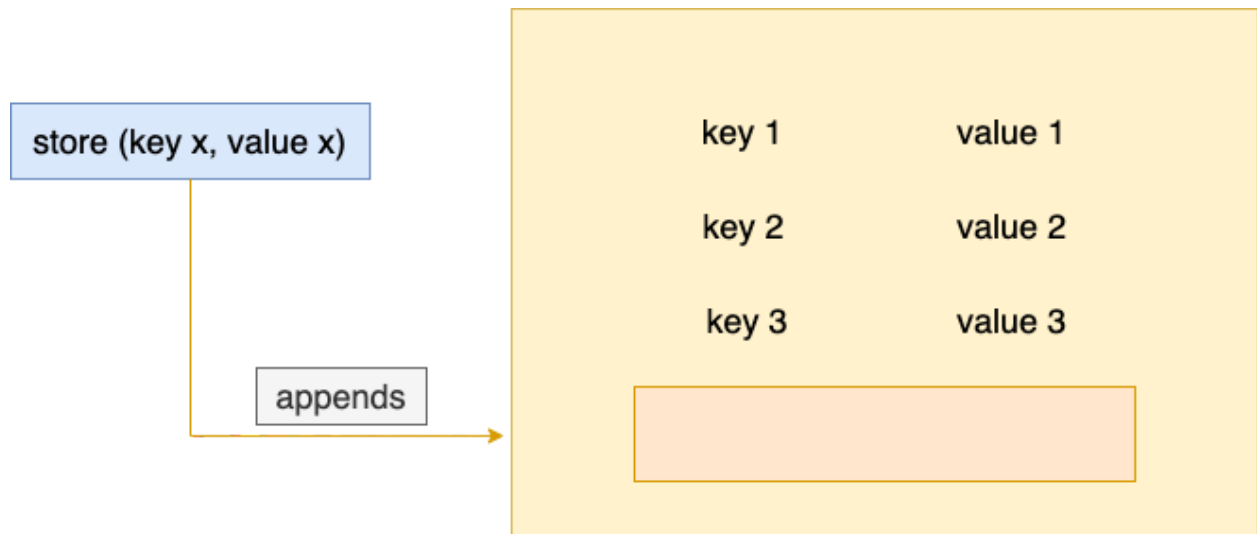 store (key x, value x)
appends
key 1 value 1
key 2 value 2
key 3 value 3